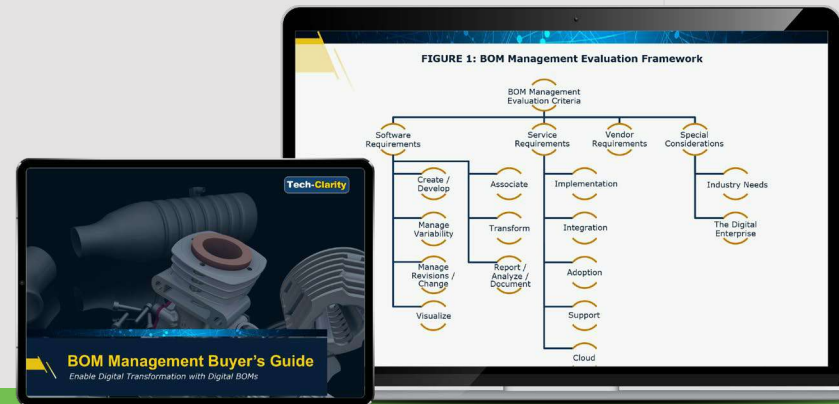 FIGURE 1: BOM Management Evaluation Framework
BOM Management
Evaluation Criteria
Software
Requirements
Service
Requirements
Vendor
Requirements
Special
Considerations
Create /
Develop
Associate
Implementation
Industry Needs
Manage
Variability
Transform
Integration
The Digital
Enterprise
Manage
Revisions /
Change
Report /
Analyze /
Document
Adoption
Visualize
Support
Cloud
Tech-Clarity
BOM Management Buyer's Guide
Enable Digital Transformation with Digital BOMs